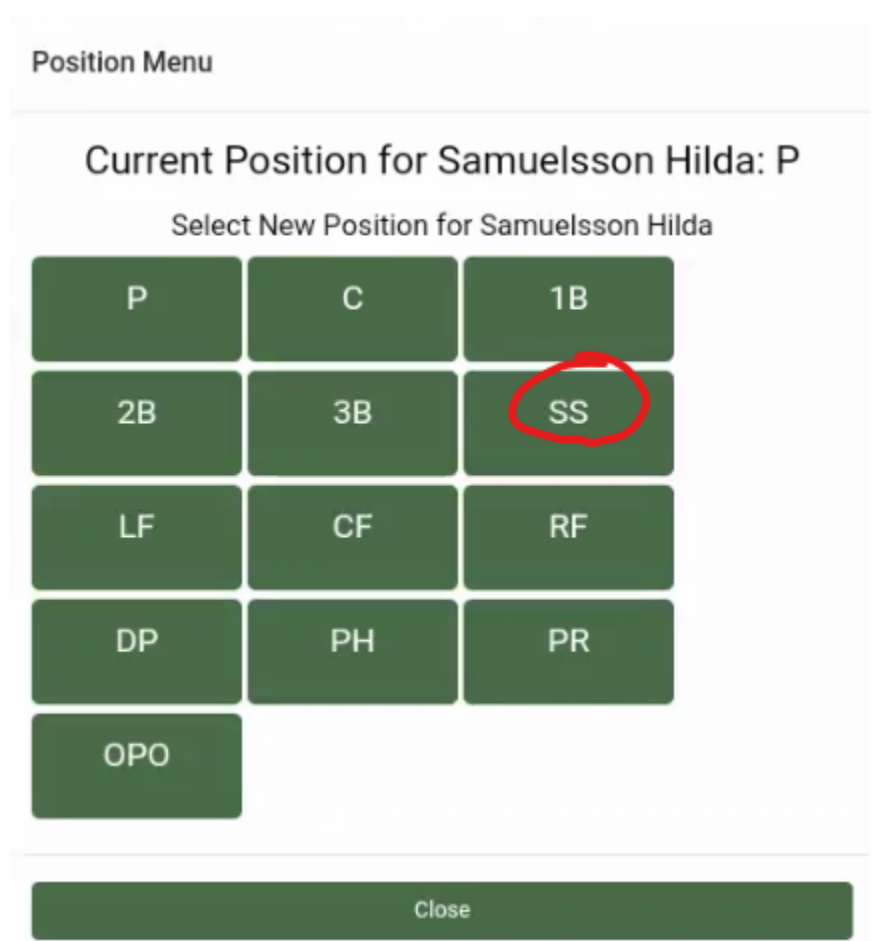 Position Menu
Current Position for Samuelsson Hilda: P
Select New Position for Samuelsson Hilda
P C 1B
2B 3B SS
LF CF RF
DP PH PR
OPO
Close